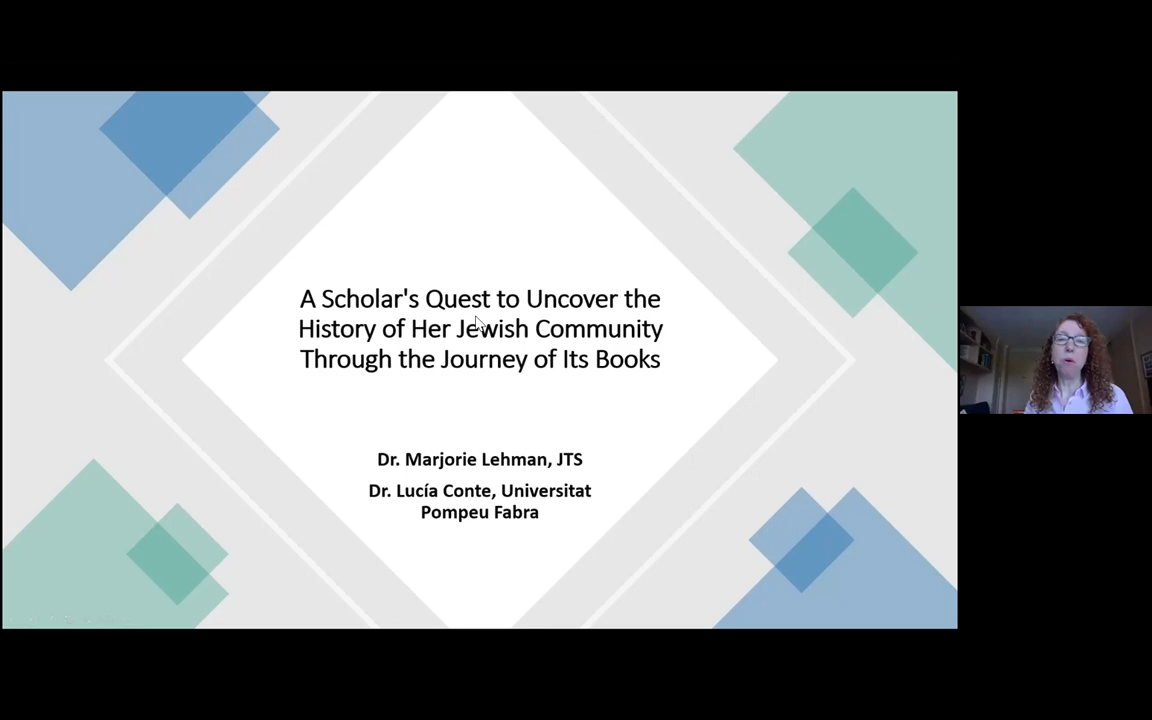 A Scholar's Quest to Uncover the
History of Her Jewish Community
Through the Journey of Its Books
Dr. Marjorie Lehman, JTS
Dr. Lucía Conte, Universitat
Pompeu Fabra